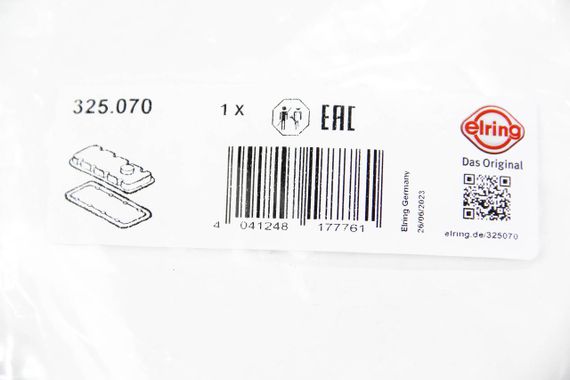 325.070
1 X
EAC
elring
Das Original
4 041248 177761
Elring Germany
26/06/2023
elring.de/325070